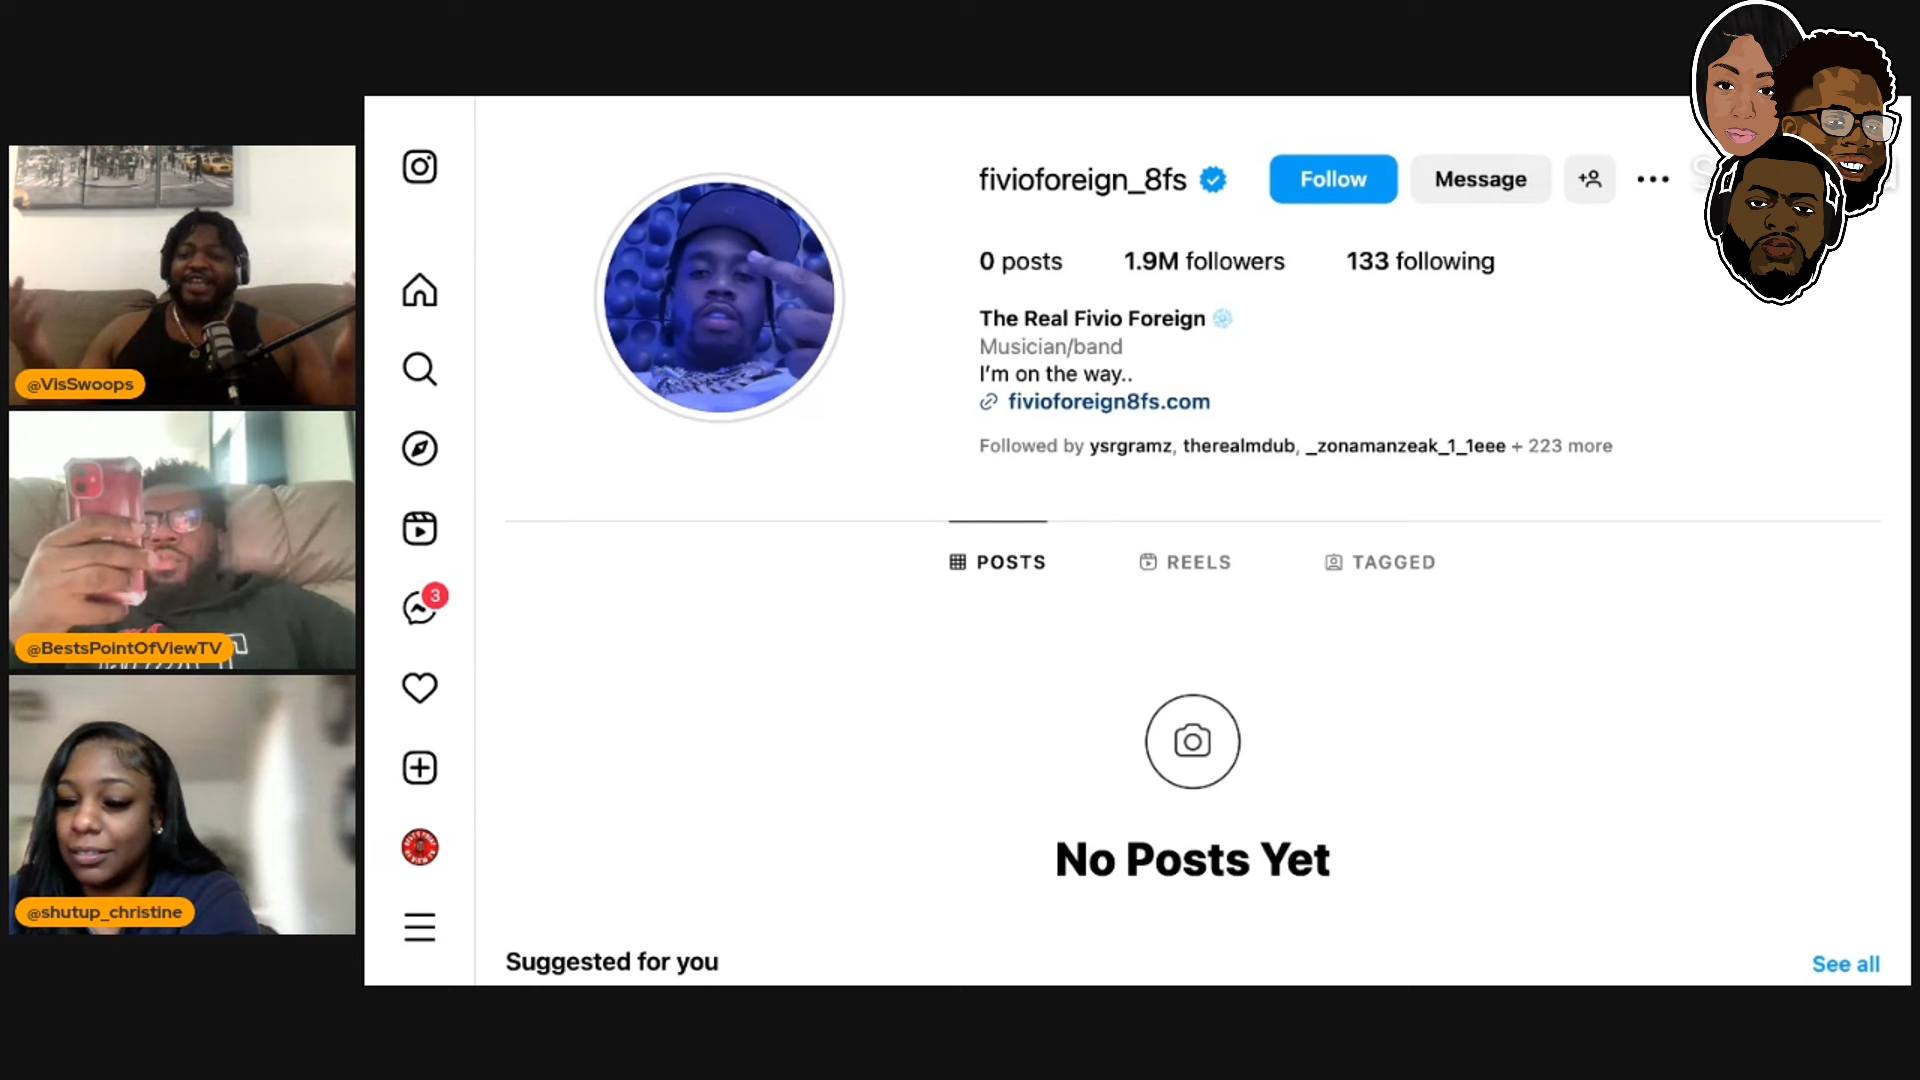 @VisSwoops
@BestsPointOfViewTV
@shutup_christine
3
fivioforeign_8fs
Follow
Message
0 posts
1.9M followers
133 following
The Real Fivio Foreign
Musician/band
I'm on the way..
fivioforeign8fs.com
Followed by ysrgramz, therealmdub, _zonamanzeak_1_1eee + 223 more
POSTS
REELS
TAGGED
No Posts Yet
Suggested for you
See all